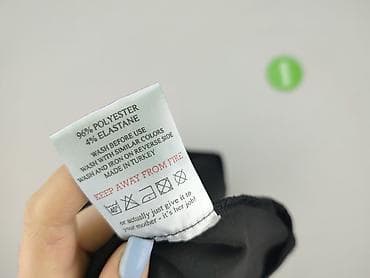 96% POLYESTER
4% ELASTANE
WASH BEFORE USE
WASH WITH SIMILAR COLORS
WASH AND IRON ON REVERSE SIDE
MADE IN TURKEY
KEEP AWAY FROM FIRE
or actually just give it to
your mother - it's her job!